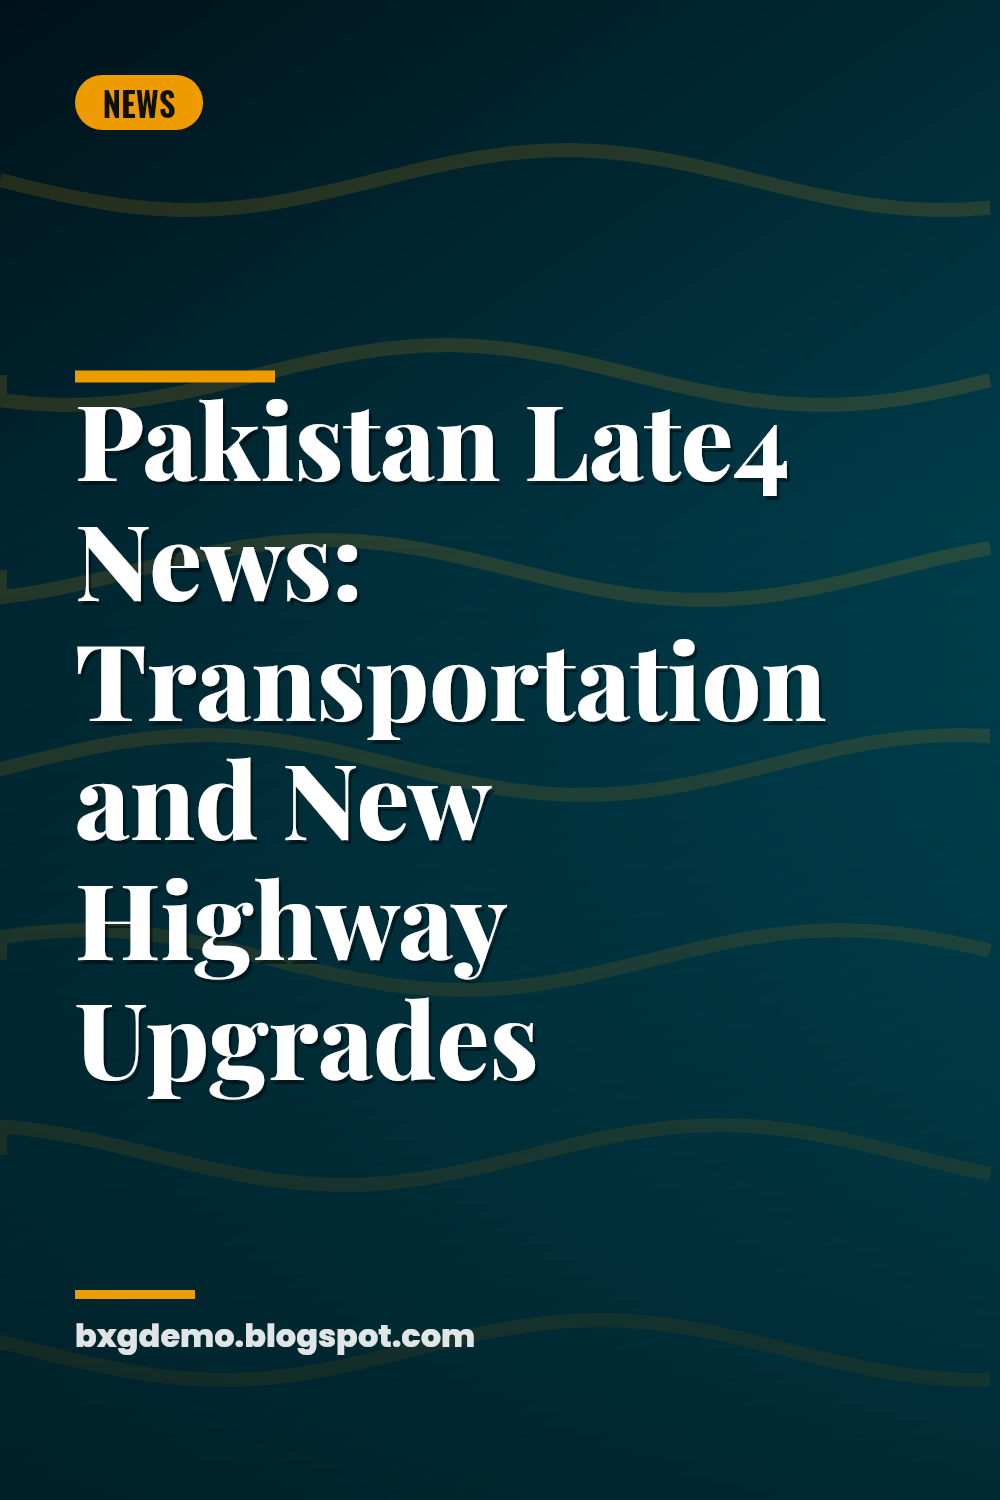 NEWS
Pakistan Late4
News:
Transportation
and New
Highway
Upgrades
bxgdemo.blogspot.com